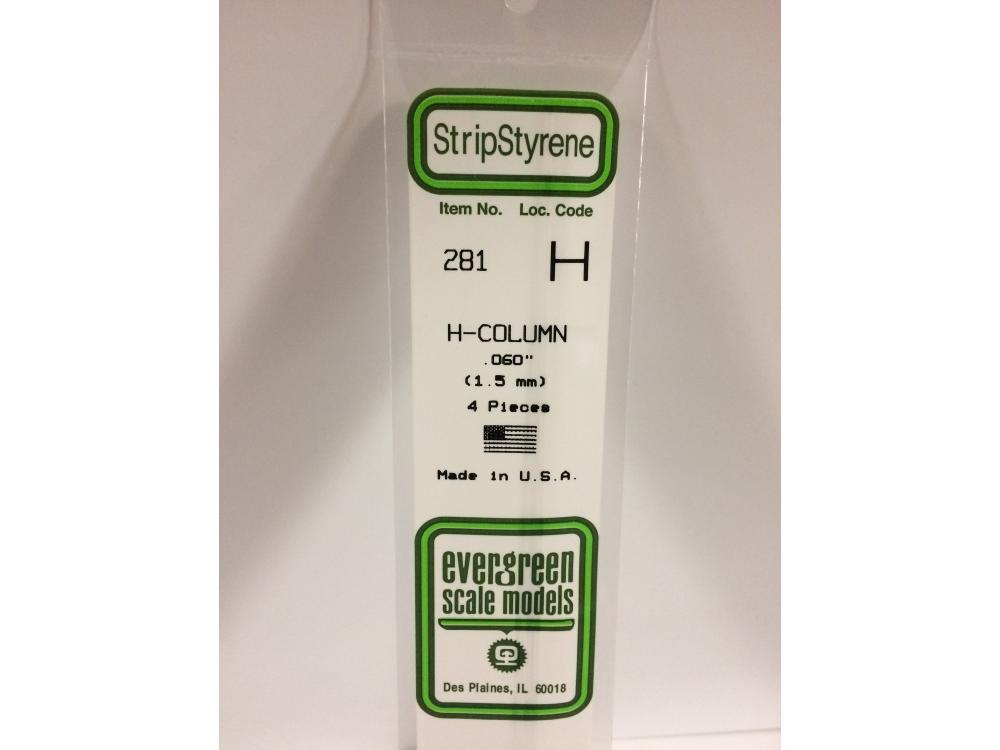 StripStyrene
Item No. Loc. Code
281 H
H-COLUMN
.060"
(1.5 mm)
4 Pieces
Made in U.S.A.
evergreen
scale models
Des Plaines, IL 60018